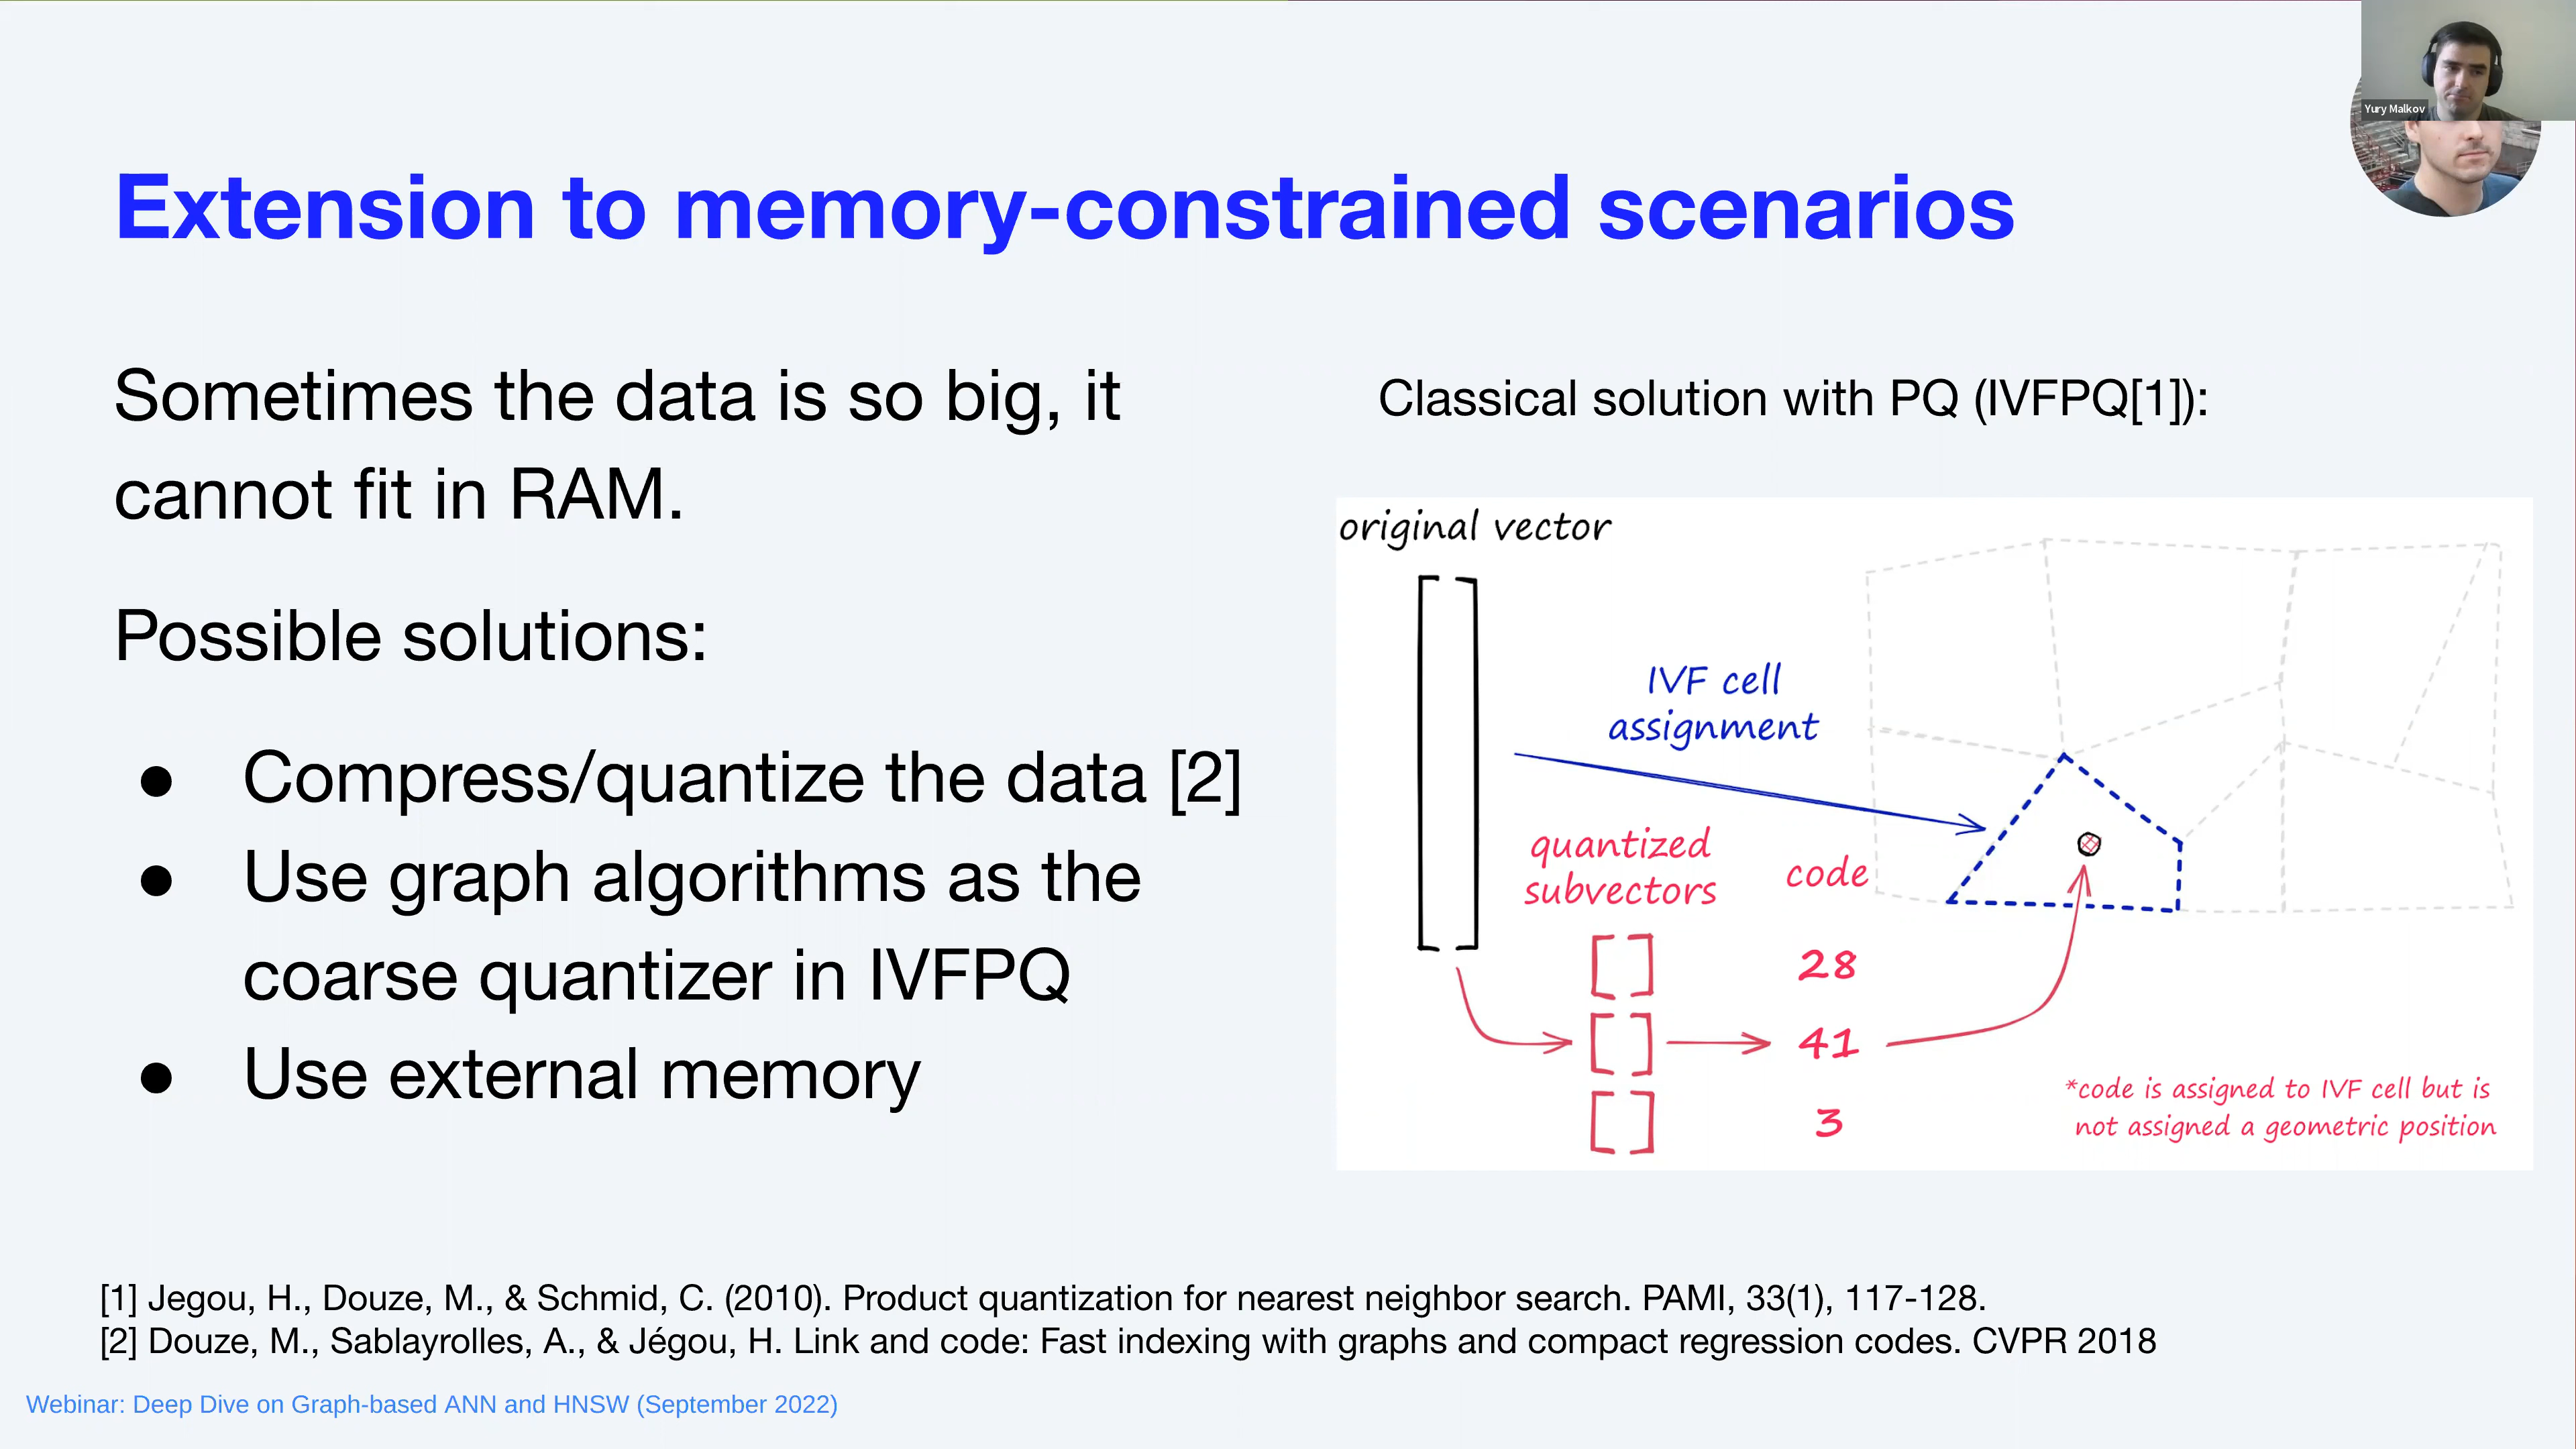 Yury Malkov
Extension to memory-constrained scenarios
Sometimes the data is so big, it
cannot fit in RAM.
Possible solutions:
● Compress/quantize the data [2]
● Use graph algorithms as the
coarse quantizer in IVFPQ
● Use external memory
Classical solution with PQ (IVFPQ[1]):
original vector
IVF cell
assignment
quantized
subvectors
code
28
41
3
*code is assigned to IVF cell but is
not assigned a geometric position
[1] Jegou, H., Douze, M., & Schmid, C. (2010). Product quantization for nearest neighbor search. PAMI, 33(1), 117-128.
[2] Douze, M., Sablayrolles, A., & Jégou, H. Link and code: Fast indexing with graphs and compact regression codes. CVPR 2018
Webinar: Deep Dive on Graph-based ANN and HNSW (September 2022)